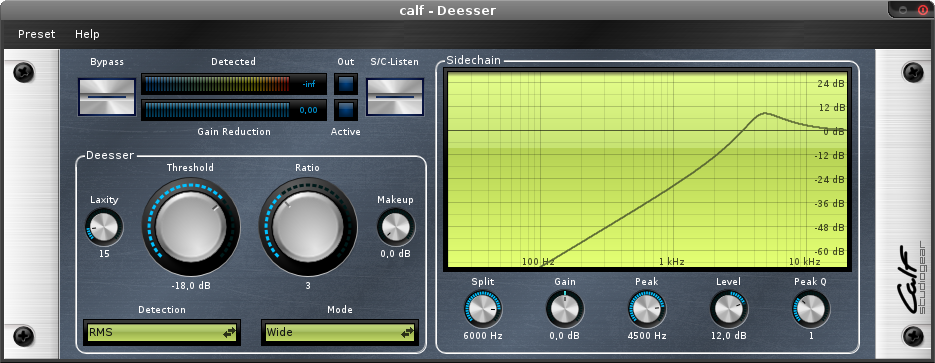 calf - Deesser
Preset Help
Bypass Detected Out S/C-Listen
-inf
0,00
Gain Reduction Active
Deesser
Threshold Ratio
Laxity Makeup
15 0,0 dB
-18,0 dB 3
Detection Mode
RMS Wide
Sidechain
24 dB
12 dB
0 dB
-12 dB
-24 dB
-36 dB
-48 dB
-60 dB
100 Hz 1 kHz 10 kHz
Split Gain Peak Level Peak Q
6000 Hz 0,0 dB 4500 Hz 12,0 dB 1
Calf
studiogear